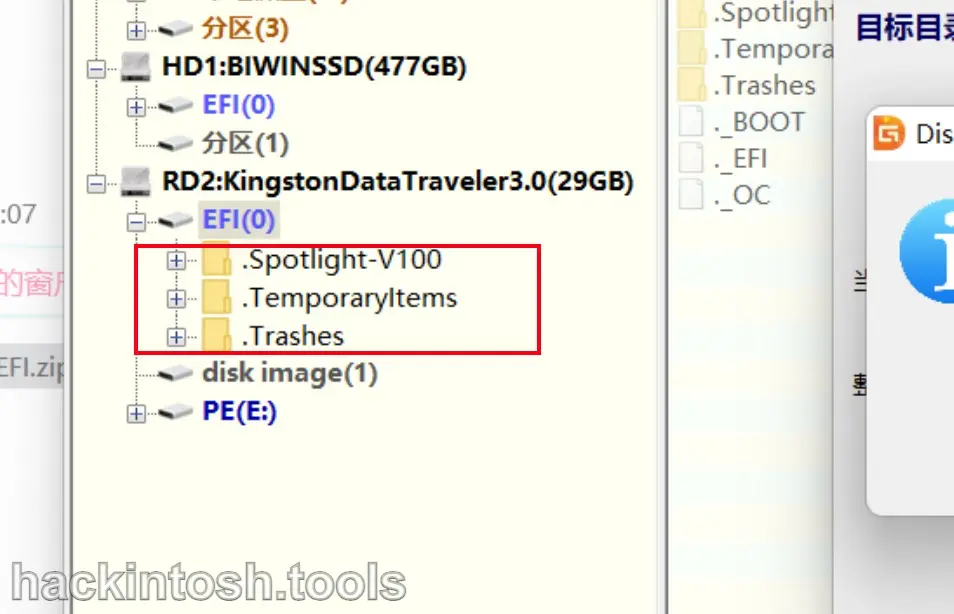 分区(3)
HD1:BIWINSSD(477GB)
EFI(0)
分区(1)
RD2:KingstonDataTraveler3.0(29GB)
EFI(0)
.Spotlight-V100
.TemporaryItems
.Trashes
disk image(1)
PE(E:)
:07
的窗
EFI.zip
.Spotlight
.Tempora
.Trashes
._BOOT
._EFI
._OC
目标目录
Dis
当
hackintosh.tools